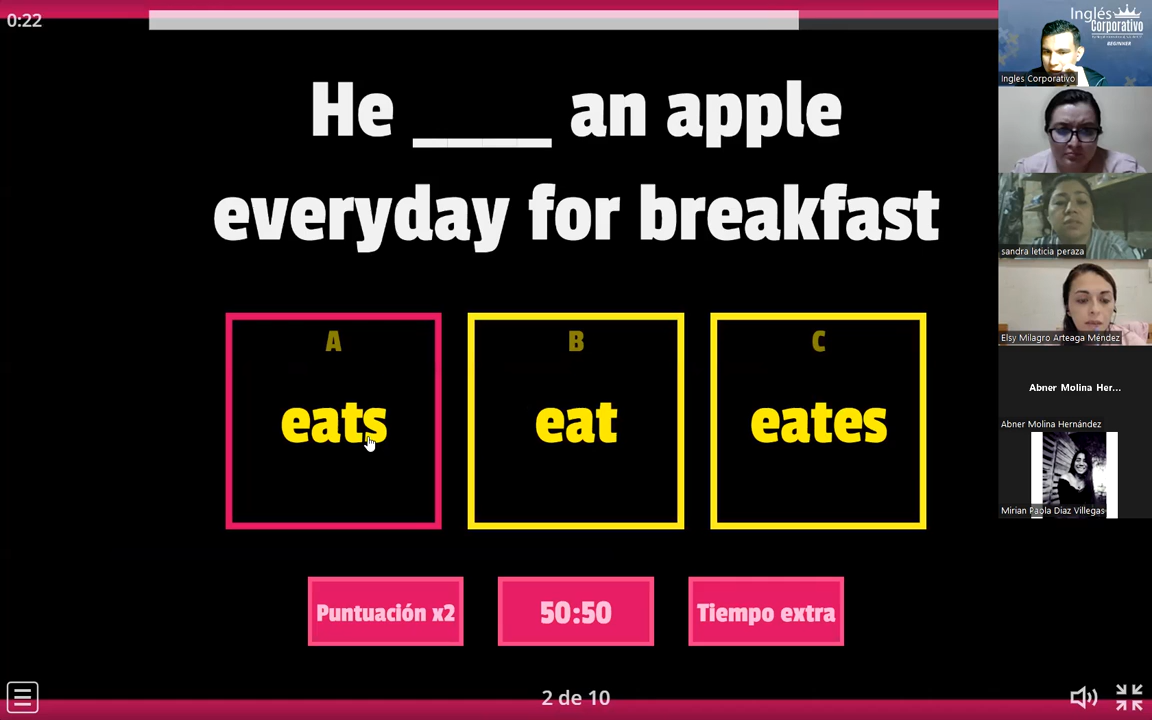 0:22
He ____ an apple
everyday for breakfast
A
eats
B
eat
C
eates
Puntuación x2
50:50
Tiempo extra
2 de 10
Inglés
Corporativo
BEGINNER
Ingles Corporativo
sandra leticia peraza
Elsy Milagro Arteaga Méndez
Abner Molina Her...
Abner Molina Hernández
Mirian Paola Diaz Villegas